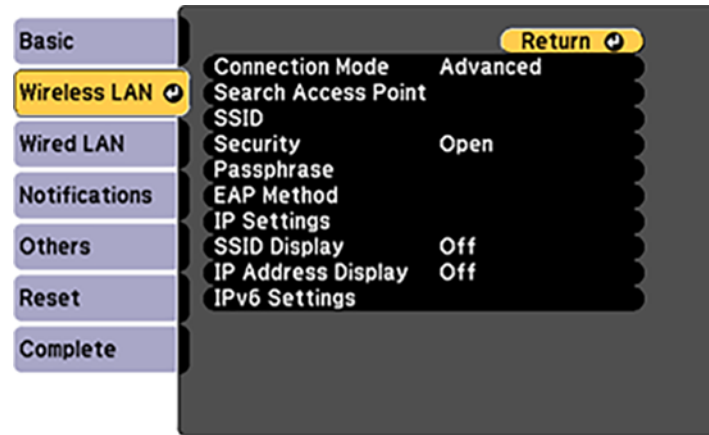 Basic
Wireless LAN
Wired LAN
Notifications
Others
Reset
Complete
Return
Connection Mode Advanced
Search Access Point
SSID
Security Open
Passphrase
EAP Method
IP Settings
SSID Display Off
IP Address Display Off
IPv6 Settings